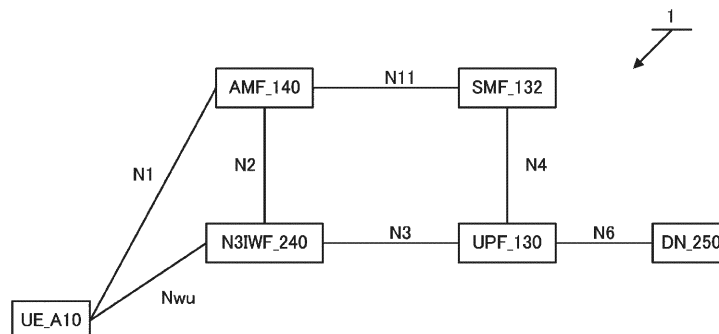 1
AMF_140
N11
SMF_132
N1
N2
N4
N3IWF_240
N3
UPF_130
N6
DN_250
Nwu
UE_A10